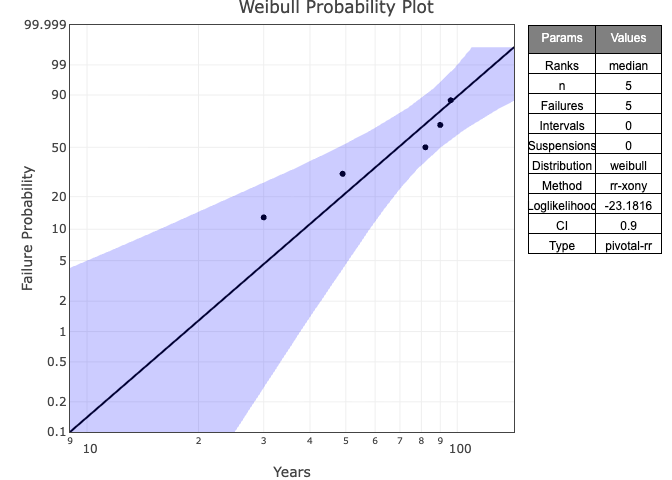 Weibull Probability Plot
99.999
99
90
50
20
10
5
2
1
0.5
0.2
0.1
9
10
2
3
4
5
6
7
8
9
100
Failure Probability
Years
Params Values
Ranks median
n 5
Failures 5
Intervals 0
Suspensions 0
Distribution weibull
Method rr-xony
Loglikelihood -23.1816
CI 0.9
Type pivotal-rr